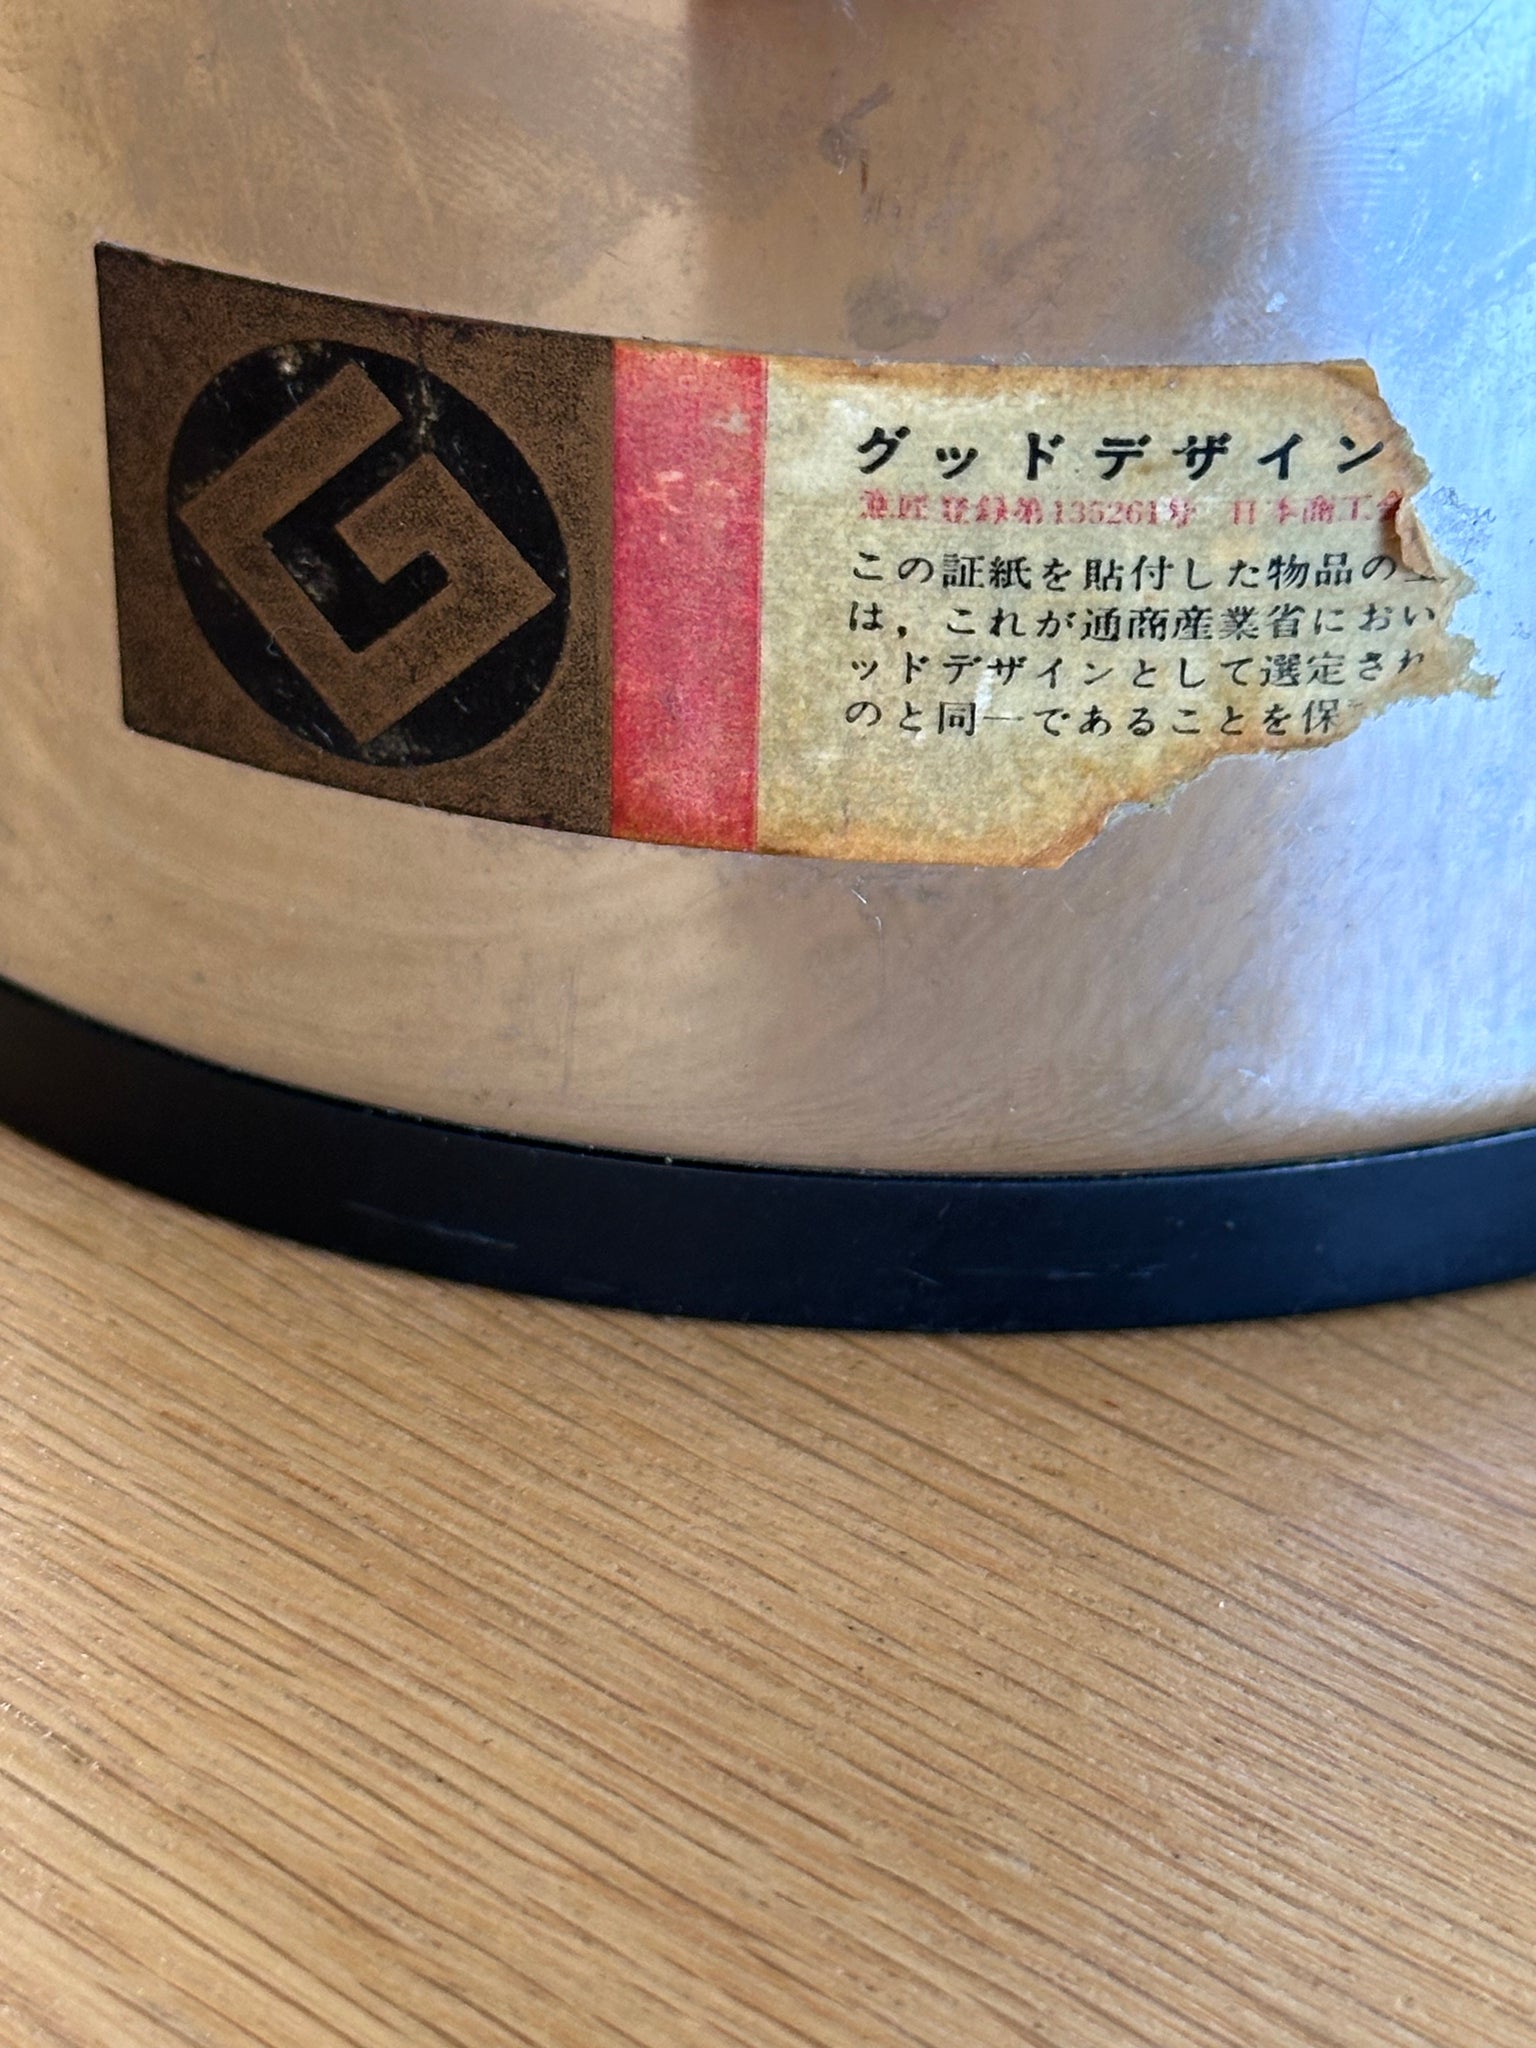 G
グッドデザイン
意匠登録第135261号 日本商工会
この証紙を貼付した物品の
は，これが通商産業省におい
ッドデザインとして選定され
のと同一であることを保